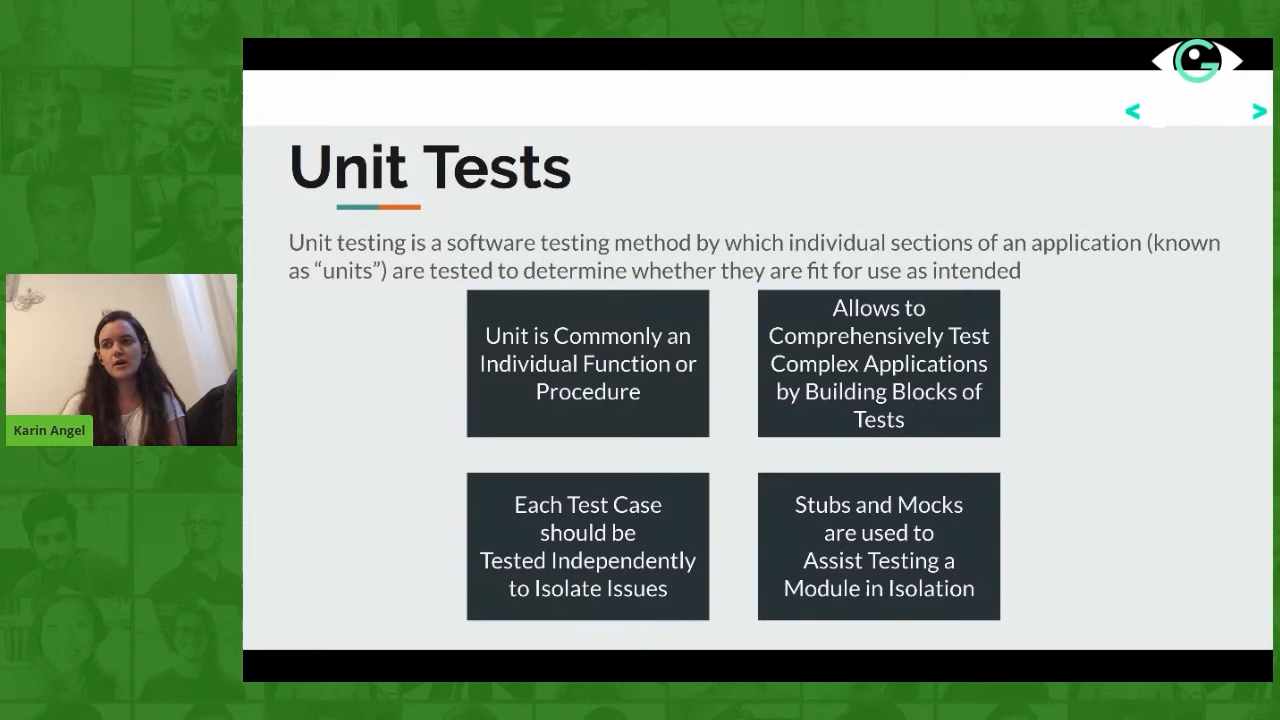 Unit Tests
Unit testing is a software testing method by which individual sections of an application (known
as “units”) are tested to determine whether they are fit for use as intended
Unit is Commonly an
Individual Function or
Procedure
Allows to
Comprehensively Test
Complex Applications
by Building Blocks of
Tests
Each Test Case
should be
Tested Independently
to Isolate Issues
Stubs and Mocks
are used to
Assist Testing a
Module in Isolation
Karin Angel
G
< >